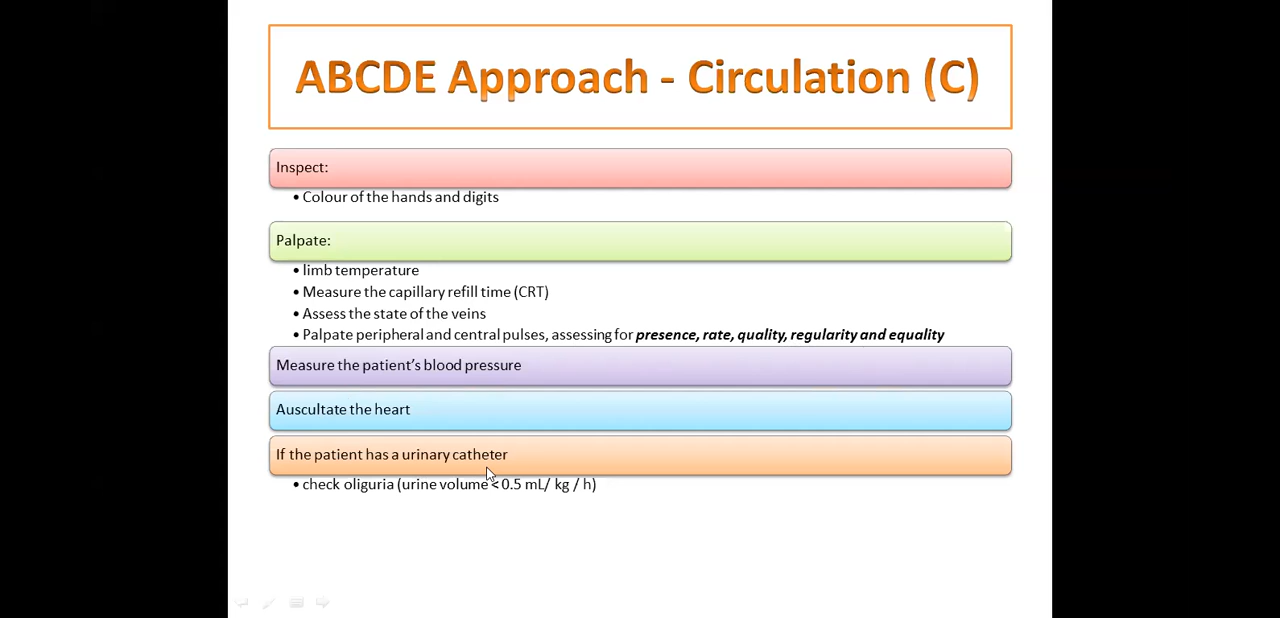 ABCDE Approach - Circulation (C)
Inspect:
• Colour of the hands and digits
Palpate:
• limb temperature
• Measure the capillary refill time (CRT)
• Assess the state of the veins
• Palpate peripheral and central pulses, assessing for presence, rate, quality, regularity and equality
Measure the patient's blood pressure
Auscultate the heart
If the patient has a urinary catheter
• check oliguria (urine volume < 0.5 mL/ kg / h)